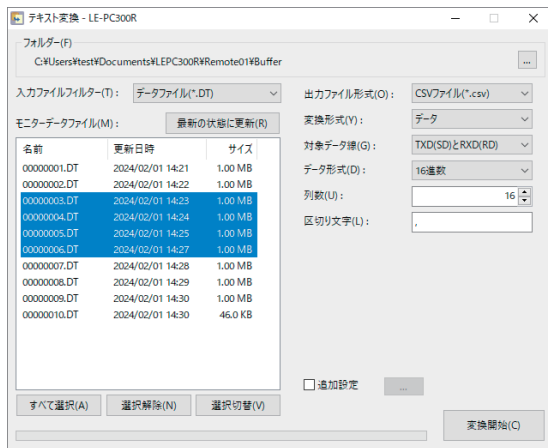 テキスト変換 - LE-PC300R
フォルダー(F)
C:¥Users¥test¥Documents¥LEPC300R¥Remote01¥Buffer
...
入力ファイルフィルター(T)： データファイル(*.DT)
モニターデータファイル(M)： 最新の状態に更新(R)
名前 更新日時 サイズ
00000001.DT 2024/02/01 14:21 1.00 MB
00000002.DT 2024/02/01 14:22 1.00 MB
00000003.DT 2024/02/01 14:23 1.00 MB
00000004.DT 2024/02/01 14:24 1.00 MB
00000005.DT 2024/02/01 14:25 1.00 MB
00000006.DT 2024/02/01 14:27 1.00 MB
00000007.DT 2024/02/01 14:28 1.00 MB
00000008.DT 2024/02/01 14:29 1.00 MB
00000009.DT 2024/02/01 14:30 1.00 MB
00000010.DT 2024/02/01 14:30 46.0 KB
すべて選択(A) 選択解除(N) 選択切替(V)
出力ファイル形式(O)： CSVファイル(*.csv)
変換形式(Y)： データ
対象データ線(G)： TXD(SD)とRXD(RD)
データ形式(D)： 16進数
列数(U)： 16
区切り文字(L)： ,
追加設定 ...
変換開始(C)